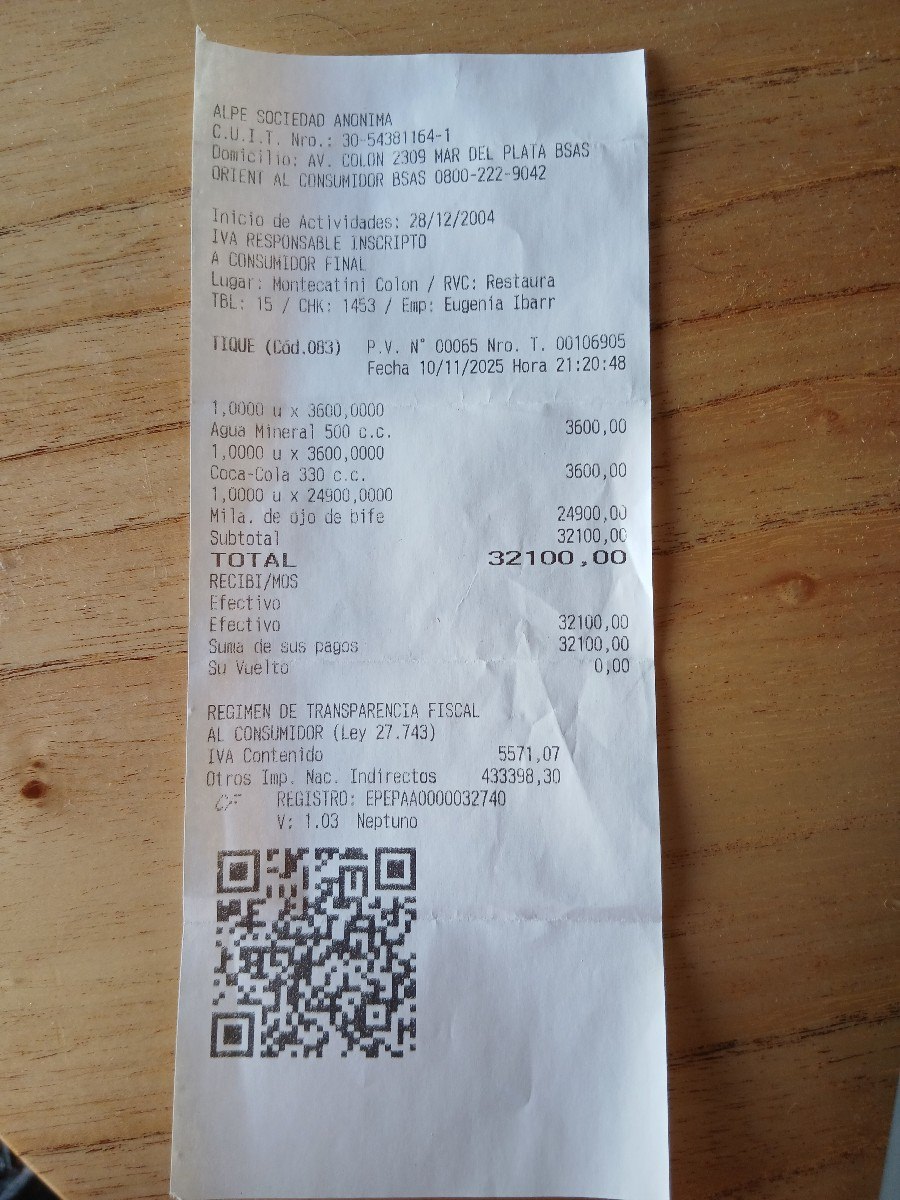 ALPE SOCIEDAD ANONIMA
C.U.I.T. Nro.: 30-54381164-1
Domicilio: AV. COLON 2309 MAR DEL PLATA BSAS
ORIENT AL CONSUMIDOR BSAS 0800-222-9042
Inicio de Actividades: 28/12/2004
IVA RESPONSABLE INSCRIPTO
A CONSUMIDOR FINAL
Lugar: Montecatini Colon / RVC: Restaura
TBL: 15 / CHK: 1453 / Emp: Eugenia Ibarr
TIQUE (Cód.083) P.V. N° 00065 Nro. T. 00106905
Fecha 10/11/2025 Hora 21:20:48
1,0000 u x 3600,0000
Agua Mineral 500 c.c. 3600,00
1,0000 u x 3600,0000
Coca-Cola 330 c.c. 3600,00
1,0000 u x 24900,0000
Mila. de ojo de bife 24900,00
Subtotal 32100,00
TOTAL 32100,00
RECIBI/MOS
Efectivo
Efectivo 32100,00
Suma de sus pagos 32100,00
Su Vuelto 0,00
REGIMEN DE TRANSPARENCIA FISCAL
AL CONSUMIDOR (Ley 27.743)
IVA Contenido 5571,07
Otros Imp. Nac. Indirectos 433398,30
CF REGISTRO: EPEPAA0000032740
V: 1.03 Neptuno